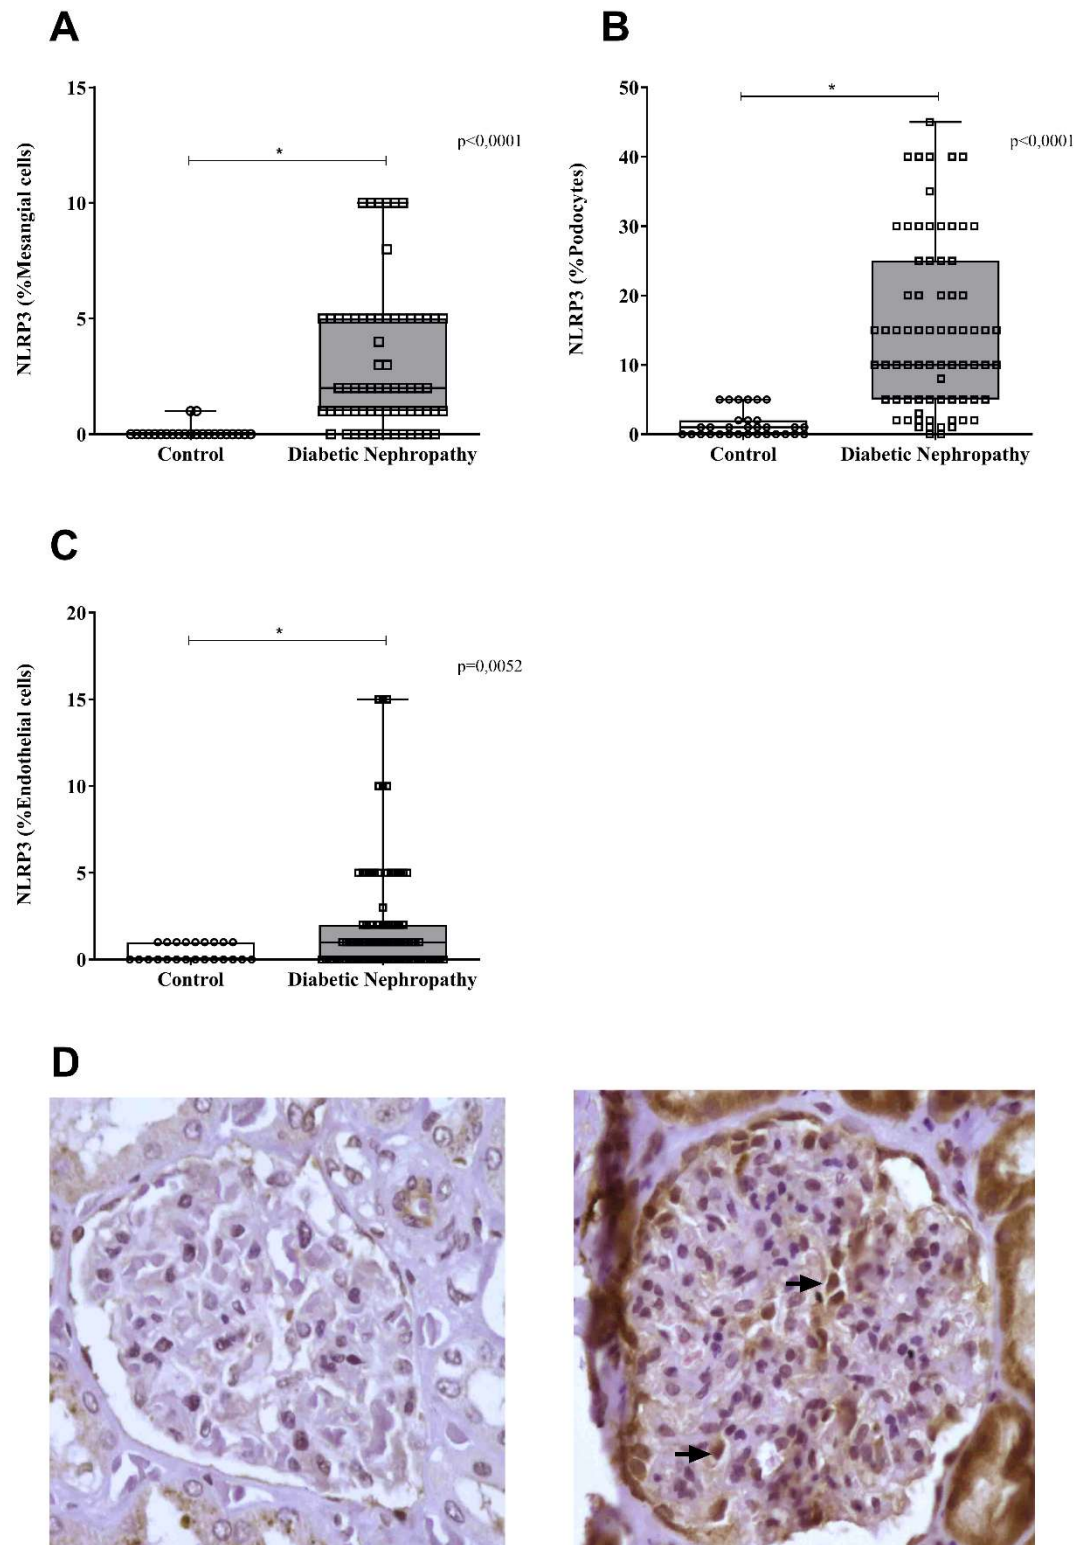 A
NLRP3 (%Mesangial cells)
15
10
5
0
*
p<0,0001
Control
Diabetic Nephropathy
B
NLRP3 (%Podocytes)
50
40
30
20
10
0
*
p<0,0001
Control
Diabetic Nephropathy
C
NLRP3 (%Endothelial cells)
20
15
10
5
0
*
p=0,0052
Control
Diabetic Nephropathy
D